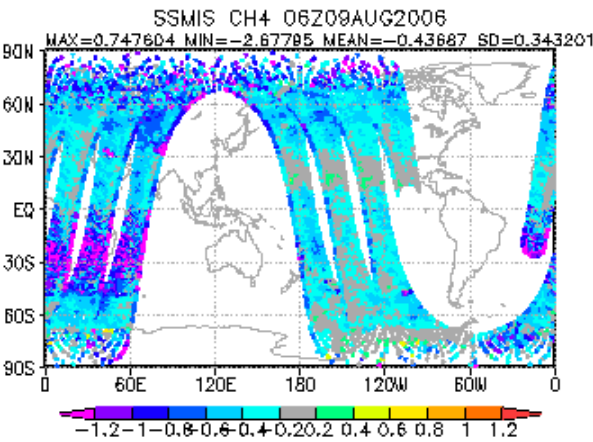 SSMIS CH4 06Z09AUG2006
MAX=0.747604 MIN=-2.67795 MEAN=-0.43687 SD=0.343201
90N
60N
30N
EQ
30S
60S
90S
0 60E 120E 180 120W 60W 0
-1.2 -1 -0.8 -0.6 -0.4 -0.2 0.2 0.4 0.6 0.8 1 1.2